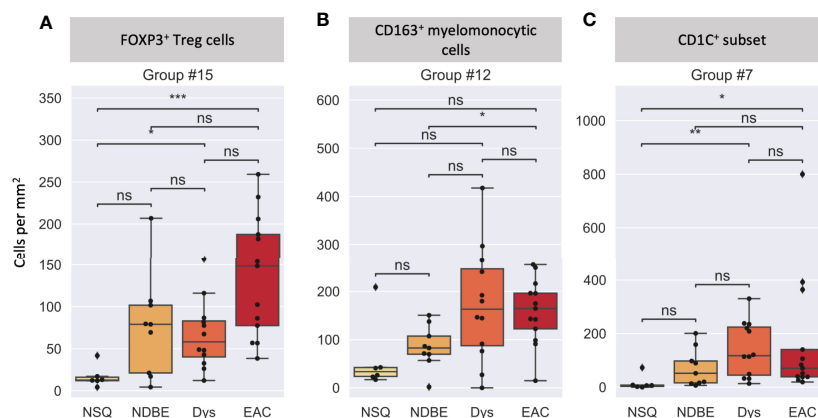 A
FOXP3⁺ Treg cells
Group #15
Cells per mm²
350
300
250
200
150
100
50
0
***
ns
*
ns
ns
ns
NSQ NDBE Dys EAC
B
CD163⁺ myelomonocytic
cells
Group #12
600
500
400
300
200
100
0
ns
*
ns
ns
ns
ns
NSQ NDBE Dys EAC
C
CD1C⁺ subset
Group #7
1000
800
600
400
200
0
*
ns
**
ns
ns
ns
NSQ NDBE Dys EAC